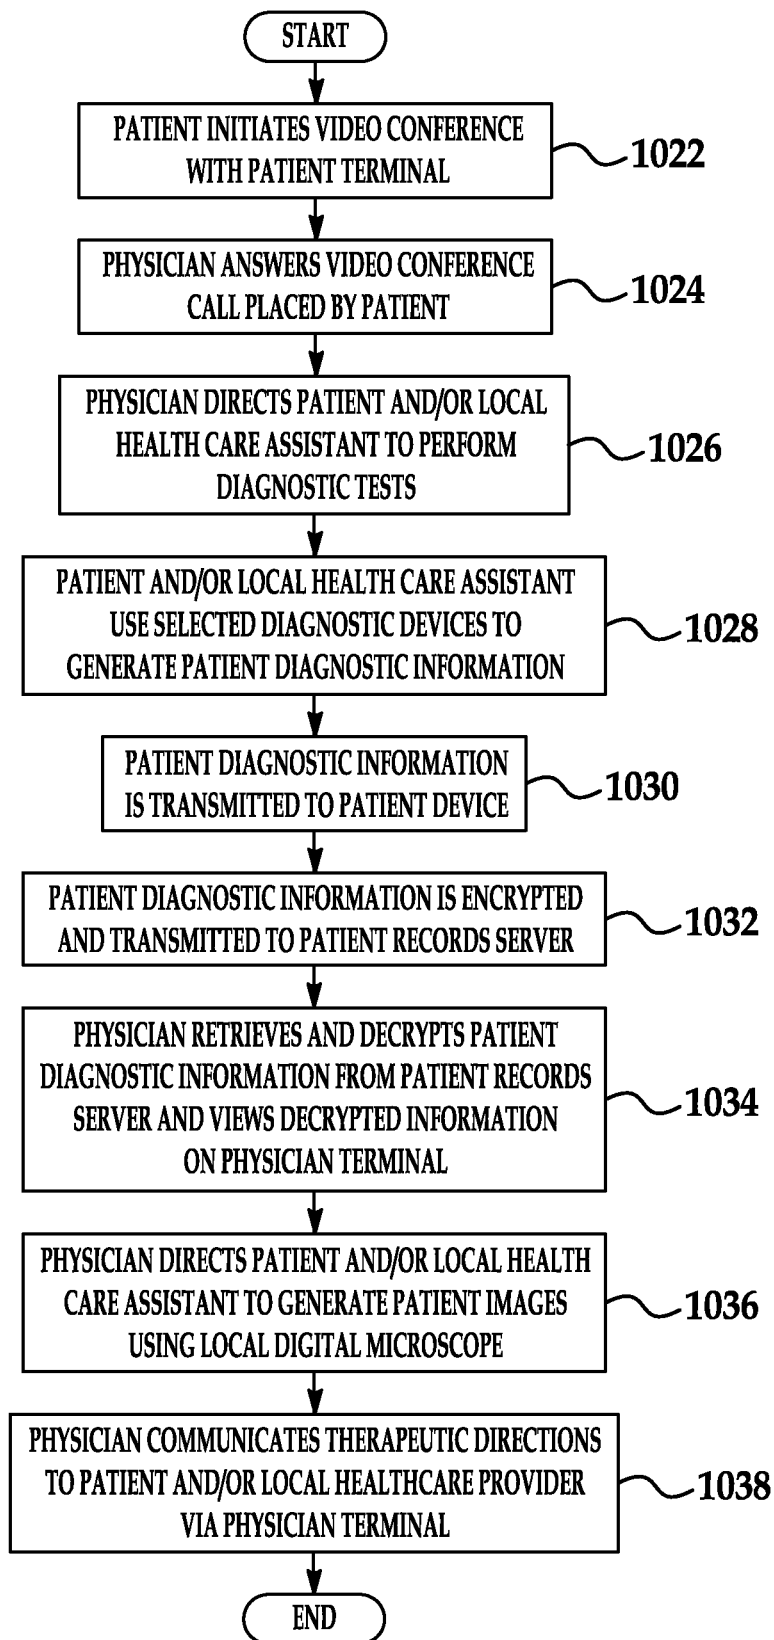 START
PATIENT INITIATES VIDEO CONFERENCE
WITH PATIENT TERMINAL
1022
PHYSICIAN ANSWERS VIDEO CONFERENCE
CALL PLACED BY PATIENT
1024
PHYSICIAN DIRECTS PATIENT AND/OR LOCAL
HEALTH CARE ASSISTANT TO PERFORM
DIAGNOSTIC TESTS
1026
PATIENT AND/OR LOCAL HEALTH CARE ASSISTANT
USE SELECTED DIAGNOSTIC DEVICES TO
GENERATE PATIENT DIAGNOSTIC INFORMATION
1028
PATIENT DIAGNOSTIC INFORMATION
IS TRANSMITTED TO PATIENT DEVICE
1030
PATIENT DIAGNOSTIC INFORMATION IS ENCRYPTED
AND TRANSMITTED TO PATIENT RECORDS SERVER
1032
PHYSICIAN RETRIEVES AND DECRYPTS PATIENT
DIAGNOSTIC INFORMATION FROM PATIENT RECORDS
SERVER AND VIEWS DECRYPTED INFORMATION
ON PHYSICIAN TERMINAL
1034
PHYSICIAN DIRECTS PATIENT AND/OR LOCAL HEALTH
CARE ASSISTANT TO GENERATE PATIENT IMAGES
USING LOCAL DIGITAL MICROSCOPE
1036
PHYSICIAN COMMUNICATES THERAPEUTIC DIRECTIONS
TO PATIENT AND/OR LOCAL HEALTHCARE PROVIDER
VIA PHYSICIAN TERMINAL
1038
END